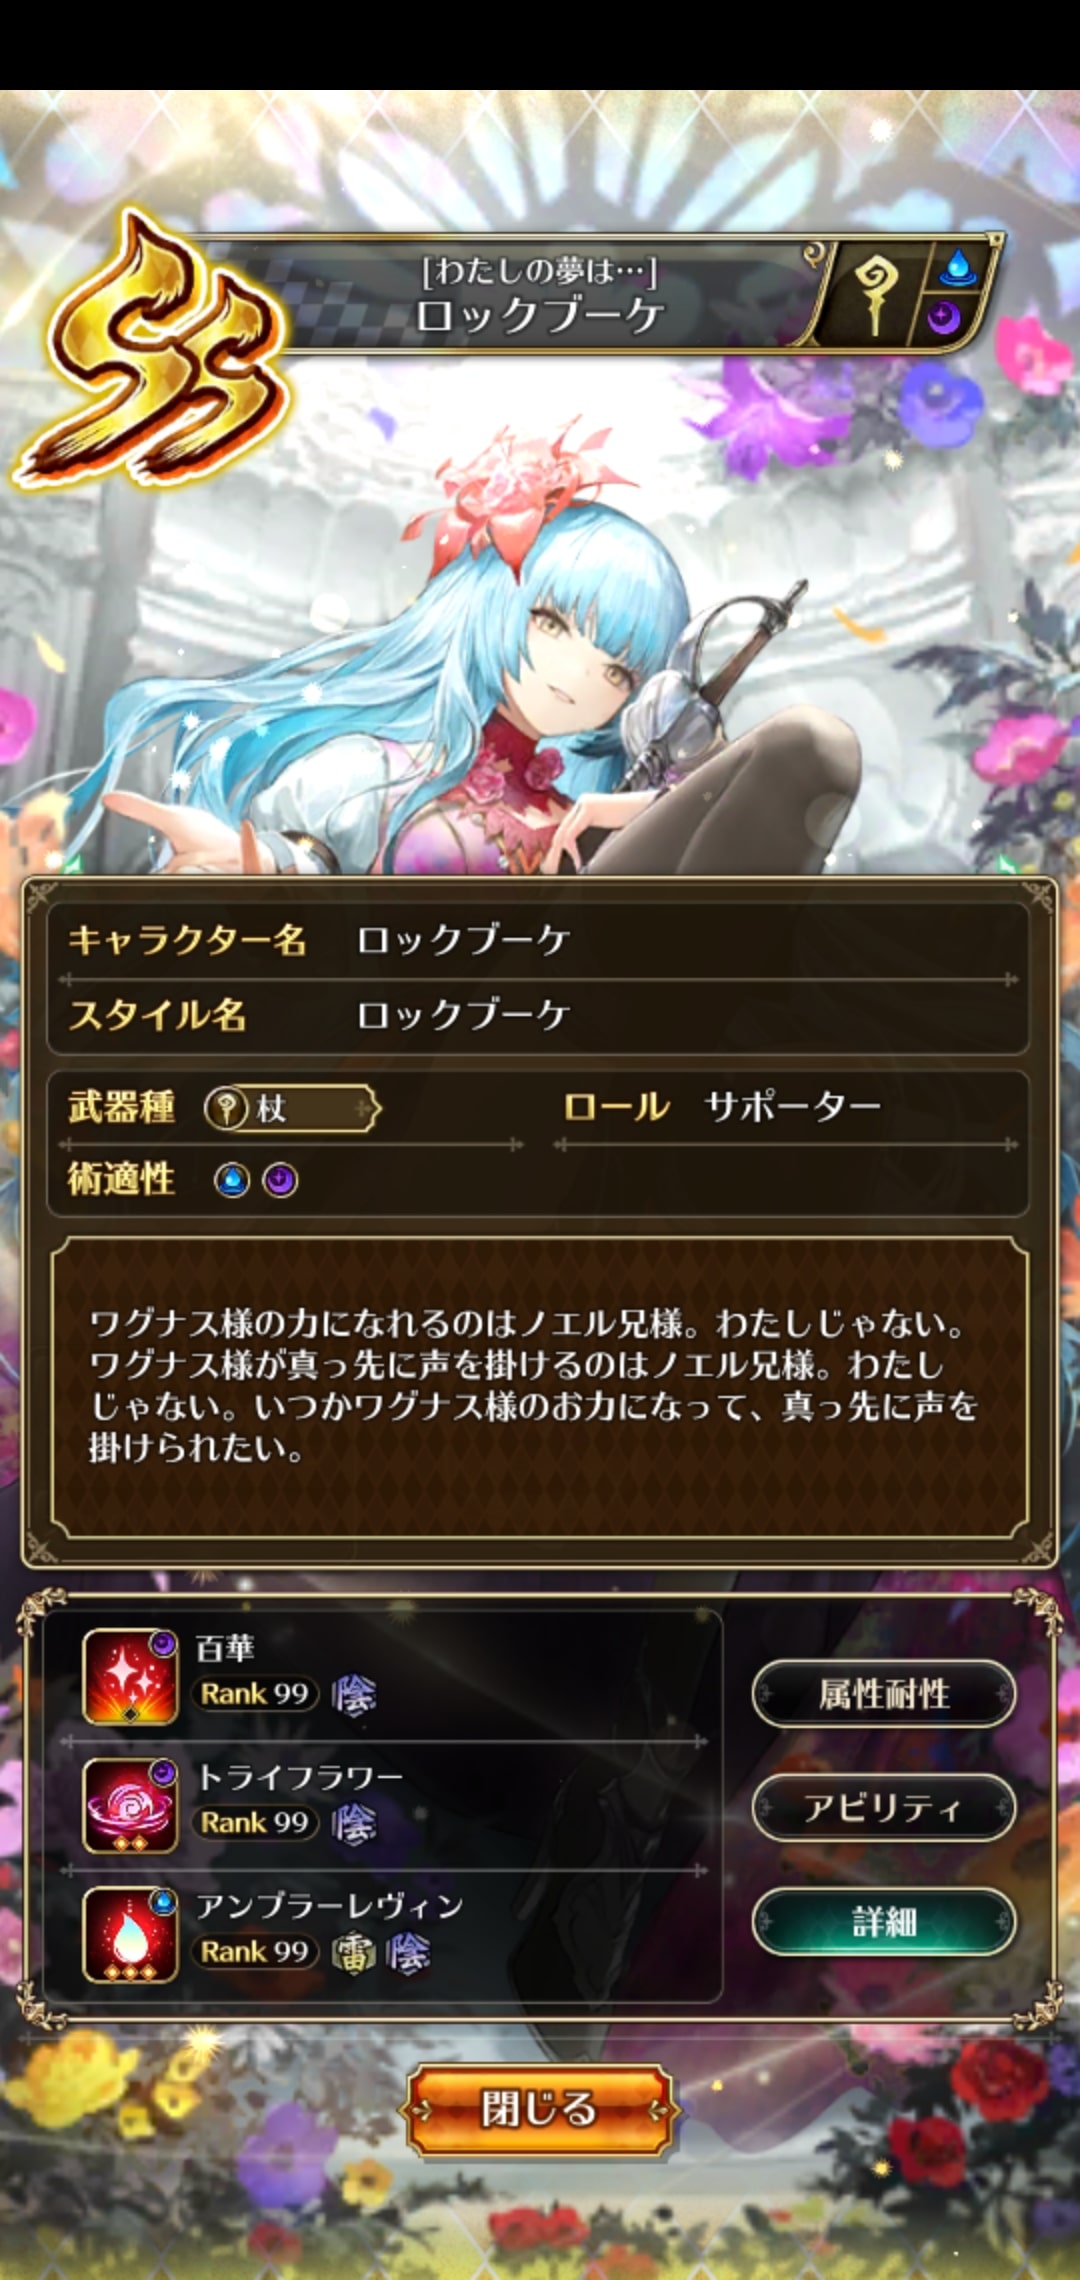 SS
[わたしの夢は…]
ロックブーケ
キャラクター名 ロックブーケ
スタイル名 ロックブーケ
武器種 杖 ロール サポーター
術適性
ワグナス様の力になれるのはノエル兄様。わたしじゃない。
ワグナス様が真っ先に声を掛けるのはノエル兄様。わたし
じゃない。いつかワグナス様のお力になって、真っ先に声を
掛けられたい。
百華
Rank 99 陰
属性耐性
トライフラワー
Rank 99 陰
アビリティ
アンブラーレヴィン
Rank 99 雷 陰
詳細
閉じる